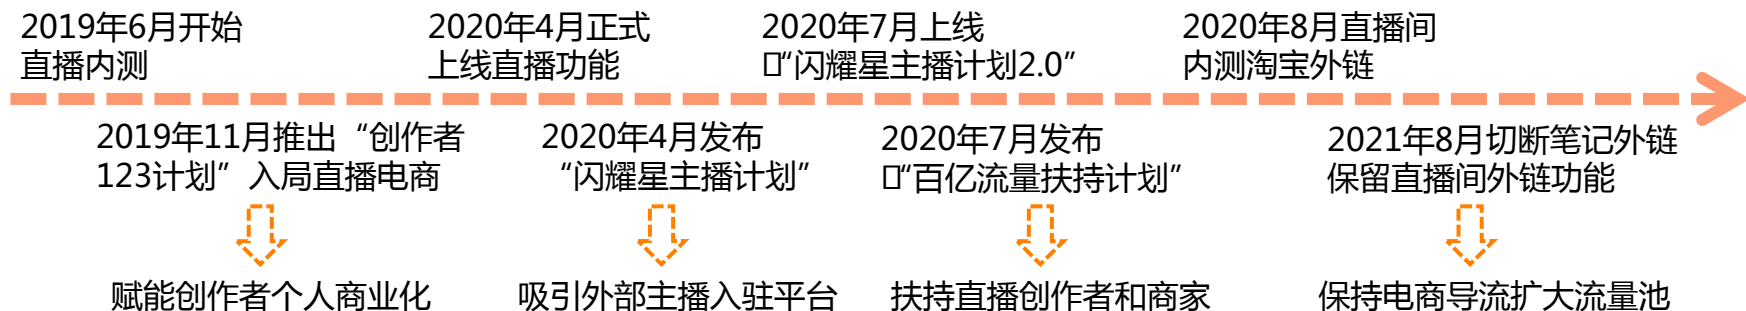 2019年6月开始
直播内测
2020年4月正式
上线直播功能
2020年7月上线
“闪耀星主播计划2.0”
2020年8月直播间
内测淘宝外链
2019年11月推出“创作者
123计划”入局直播电商
2020年4月发布
“闪耀星主播计划”
2020年7月发布
“百亿流量扶持计划”
2021年8月切断笔记外链
保留直播间外链功能
赋能创作者个人商业化
吸引外部主播入驻平台
扶持直播创作者和商家
保持电商导流扩大流量池